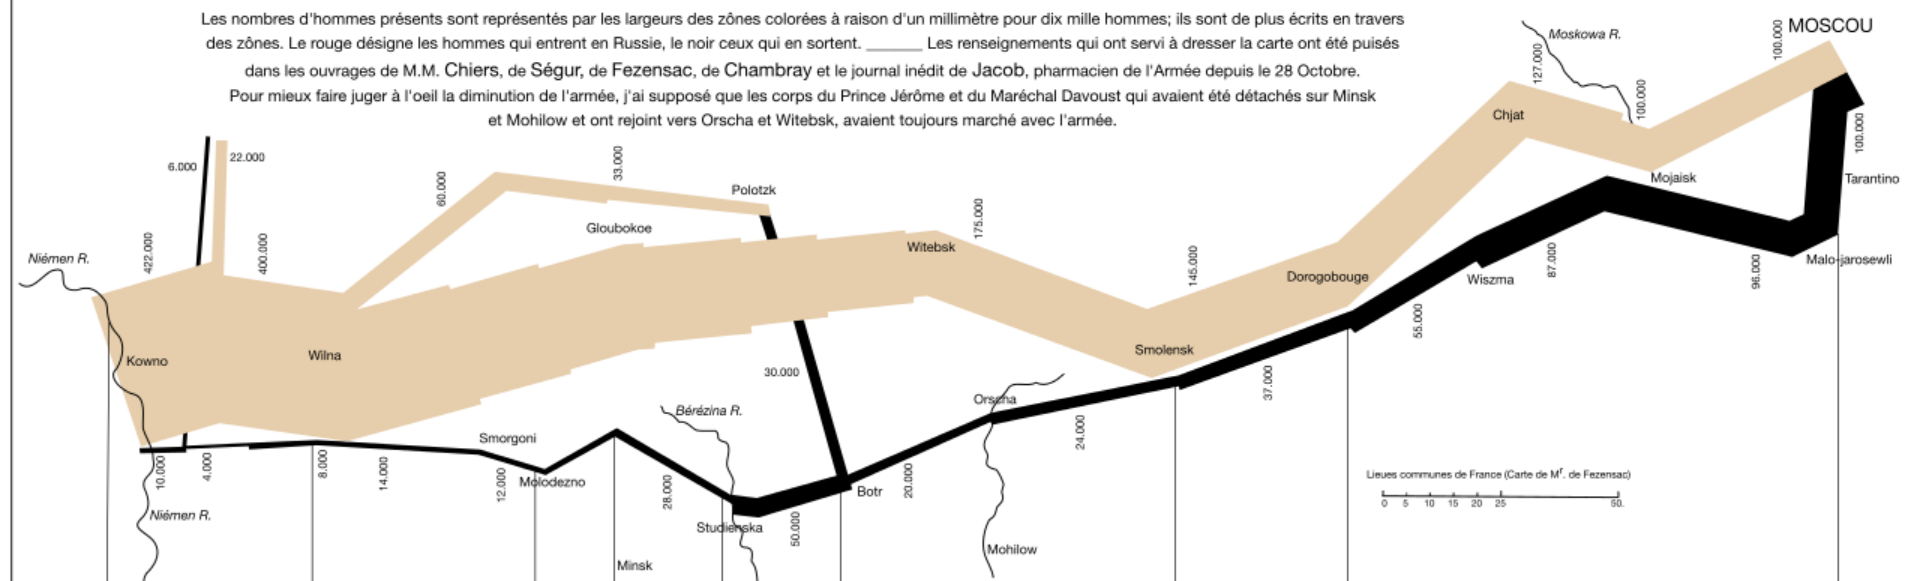 Les nombres d'hommes présents sont représentés par les largeurs des zônes colorées à raison d'un millimètre pour dix mille hommes; ils sont de plus écrits en travers
des zônes. Le rouge désigne les hommes qui entrent en Russie, le noir ceux qui en sortent. ______ Les renseignements qui ont servi à dresser la carte ont été puisés
dans les ouvrages de M.M. Chiers, de Ségur, de Fezensac, de Chambray et le journal inédit de Jacob, pharmacien de l'Armée depuis le 28 Octobre.
Pour mieux faire juger à l'oeil la diminution de l'armée, j'ai supposé que les corps du Prince Jérôme et du Maréchal Davoust qui avaient été détachés sur Minsk
et Mohilow et ont rejoint vers Orscha et Witebsk, avaient toujours marché avec l'armée.
MOSCOU
Moskowa R.
100.000
127.000
100.000
Chjat
100.000
6.000
22.000
33.000
60.000
Polotzk
Mojaisk
Tarantino
Gloubokoe
175.000
Witebsk
Niémen R.
422.000
400.000
145.000
Dorogobouge
Wiszma
87.000
96.000
Malo-jarosewli
55.000
Kowno
Wilna
Smolensk
30.000
37.000
Orscha
Bérézina R.
24.000
Smorgoni
10.000
4.000
8.000
14.000
12.000
Molodezno
28.000
Botr
20.000
Niémen R.
Studienska
50.000
Mohilow
Minsk
Lieues communes de France (Carte de Mr. de Fezensac)
0 5 10 15 20 25 50.